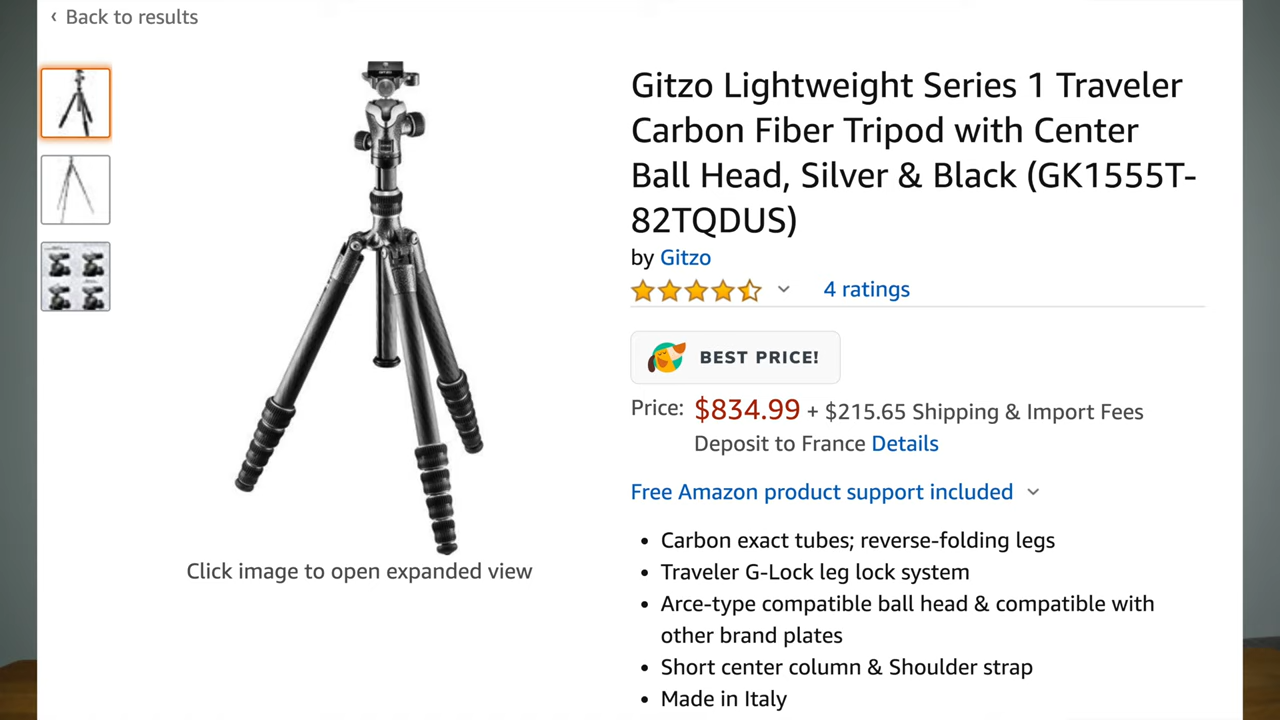 ‹ Back to results
Gitzo Lightweight Series 1 Traveler
Carbon Fiber Tripod with Center
Ball Head, Silver & Black (GK1555T-
82TQDUS)
by Gitzo
4 ratings
BEST PRICE!
Price: $834.99 + $215.65 Shipping & Import Fees
Deposit to France Details
Free Amazon product support included
• Carbon exact tubes; reverse-folding legs
• Traveler G-Lock leg lock system
• Arce-type compatible ball head & compatible with
other brand plates
• Short center column & Shoulder strap
• Made in Italy
Click image to open expanded view